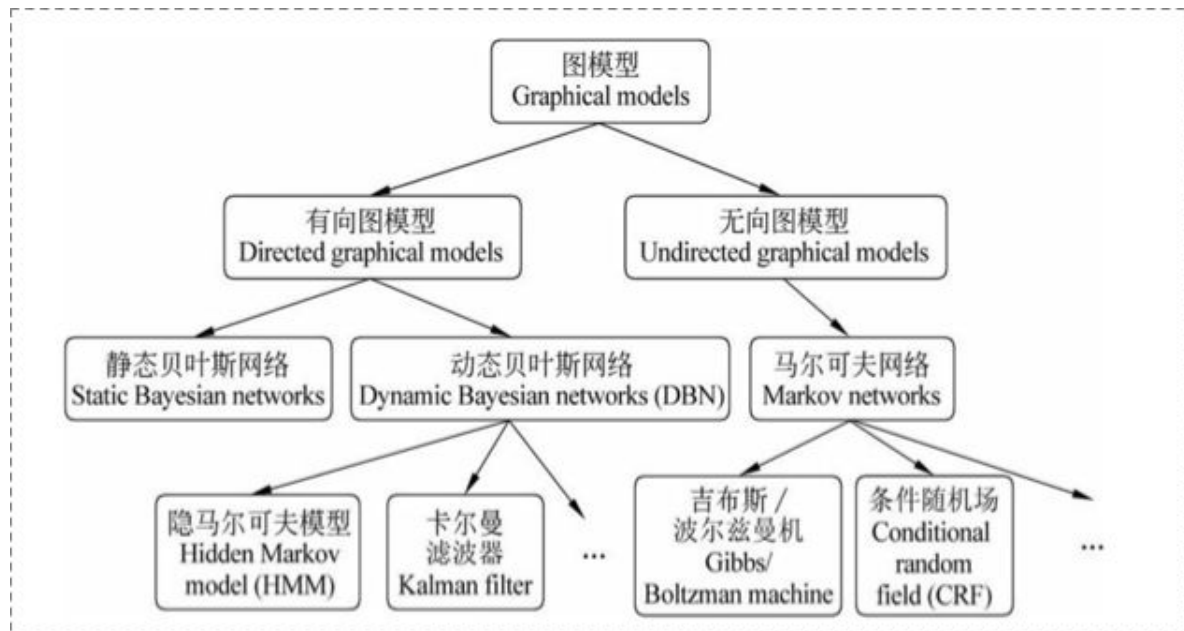 图模型
Graphical models
有向图模型
Directed graphical models
无向图模型
Undirected graphical models
静态贝叶斯网络
Static Bayesian networks
动态贝叶斯网络
Dynamic Bayesian networks (DBN)
马尔可夫网络
Markov networks
隐马尔可夫模型
Hidden Markov
model (HMM)
卡尔曼
滤波器
Kalman filter
...
吉布斯/
波尔兹曼机
Gibbs/
Boltzman machine
条件随机场
Conditional
random
field (CRF)
...